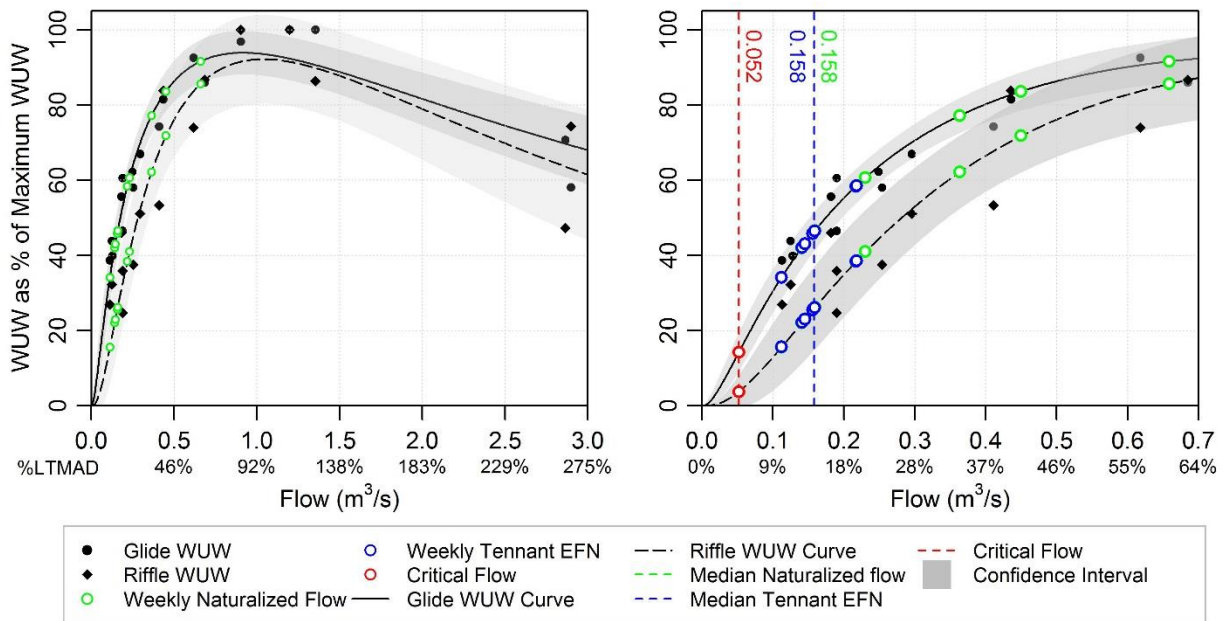 WUW as % of Maximum WUW
0 20 40 60 80 100
0.0 0.5 1.0 1.5 2.0 2.5 3.0
%LTMAD 46% 92% 138% 183% 229% 275%
Flow (m³/s)
0.052
0.158
0.158
0 20 40 60 80 100
0.0 0.1 0.2 0.3 0.4 0.5 0.6 0.7
0% 9% 18% 28% 37% 46% 55% 64%
Flow (m³/s)
Glide WUW
Riffle WUW
Weekly Naturalized Flow
Weekly Tennant EFN
Critical Flow
Glide WUW Curve
Riffle WUW Curve
Median Naturalized flow
Median Tennant EFN
Critical Flow
Confidence Interval